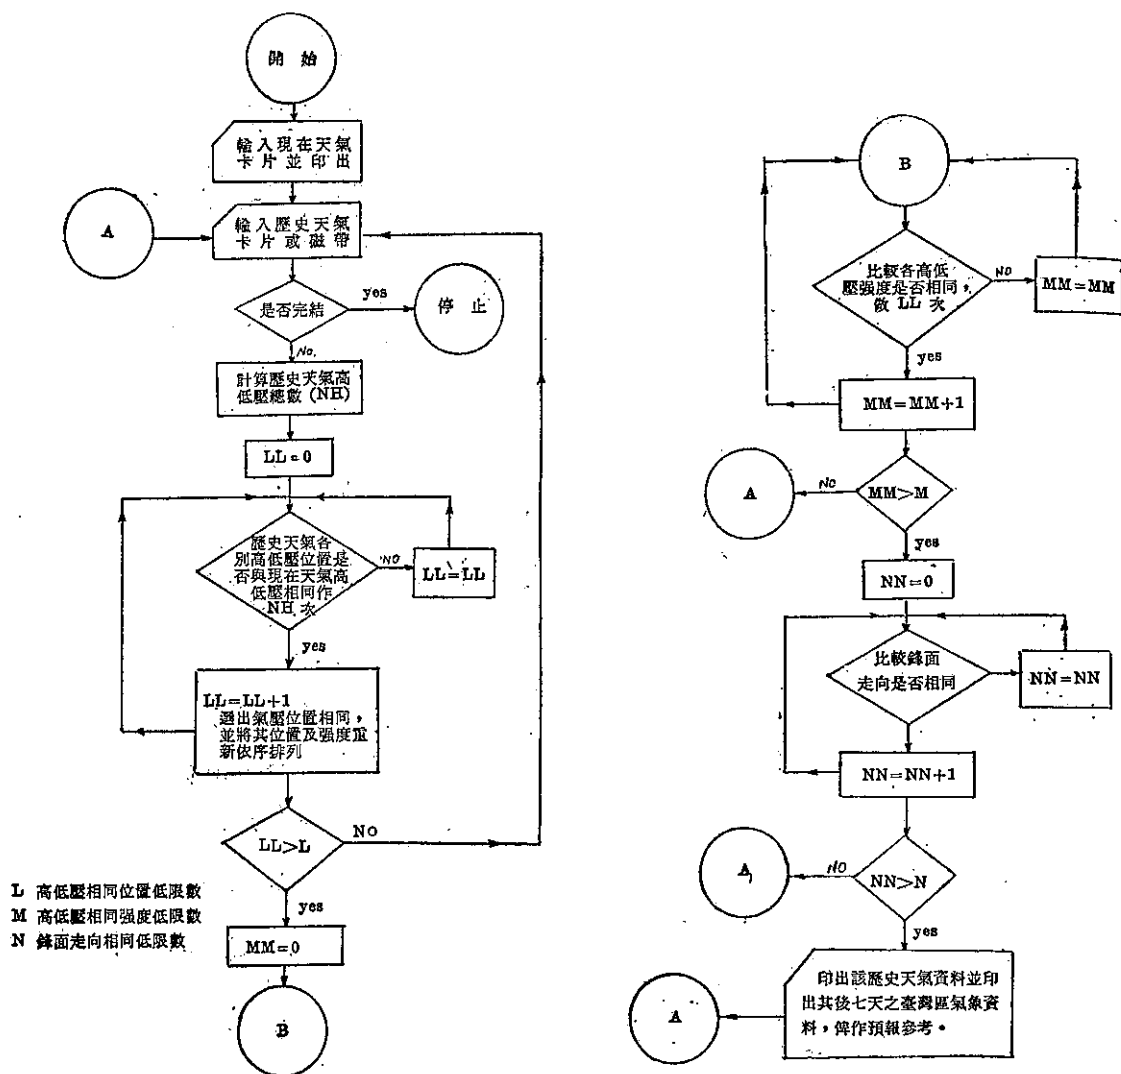 開始
輸入現在天氣
卡片並印出
A
輸入歷史天氣
卡片或磁帶
是否完結
yes
停止
No.
計算歷史天氣高
低壓總數(NH)
LL=0
歷史天氣各
別高低壓位置是
否與現在天氣高
低壓相同作
NH次
NO
LL=LL
yes
LL=LL+1
選出氣壓位置相同，
並將其位置及强度重
新依序排列
LL>L
NO
yes
L 高低壓相同位置低限數
M 高低壓相同强度低限數
N 鋒面走向相同低限數
MM=0
B
B
比較各高低
壓强度是否相同，
做LL次
NO
MM=MM
yes
MM=MM+1
MM>M
NO
A
yes
NN=0
比較鋒面
走向是否相同
NN=NN
NN=NN+1
NN>N
NO
A
yes
印出該歷史天氣資料並印
出其後七天之臺灣區氣象資
料，俾作預報參考。
A